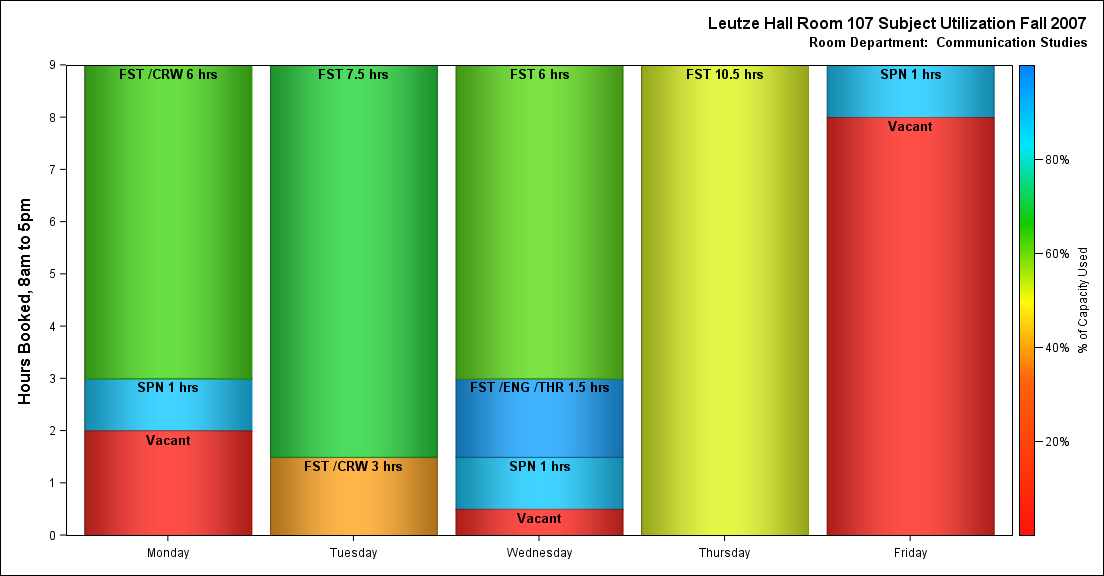 Leutze Hall Room 107 Subject Utilization Fall 2007
Room Department:  Communication Studies
Hours Booked, 8am to 5pm
9
8
7
6
5
4
3
2
1
0
FST /CRW 6 hrs
SPN 1 hrs
Vacant
FST 7.5 hrs
FST /CRW 3 hrs
FST 6 hrs
FST /ENG /THR 1.5 hrs
SPN 1 hrs
Vacant
FST 10.5 hrs
SPN 1 hrs
Vacant
Monday
Tuesday
Wednesday
Thursday
Friday
80%
60%
40%
20%
% of Capacity Used